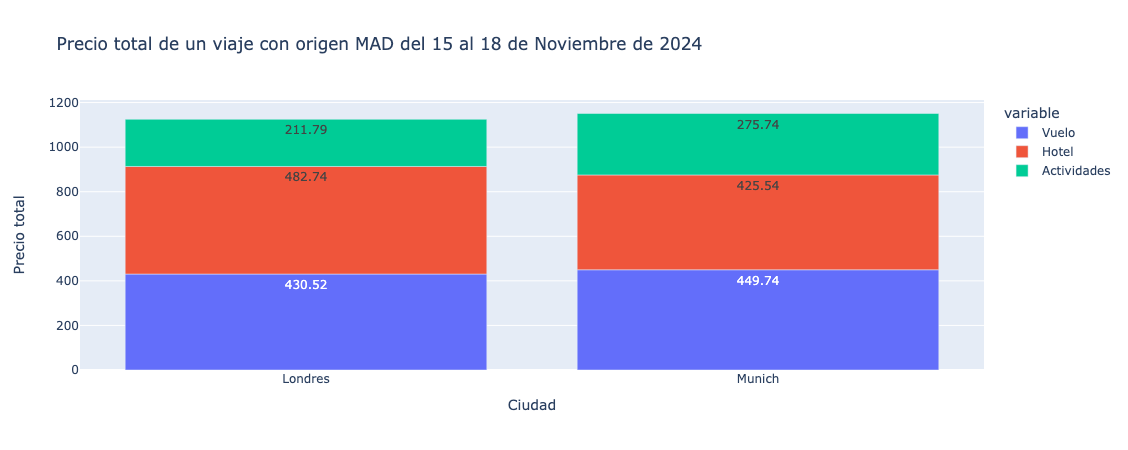 Precio total de un viaje con origen MAD del 15 al 18 de Noviembre de 2024
1200
1000
800
600
400
200
0
Precio total
211.79
482.74
430.52
275.74
425.54
449.74
Londres
Munich
Ciudad
variable
Vuelo
Hotel
Actividades